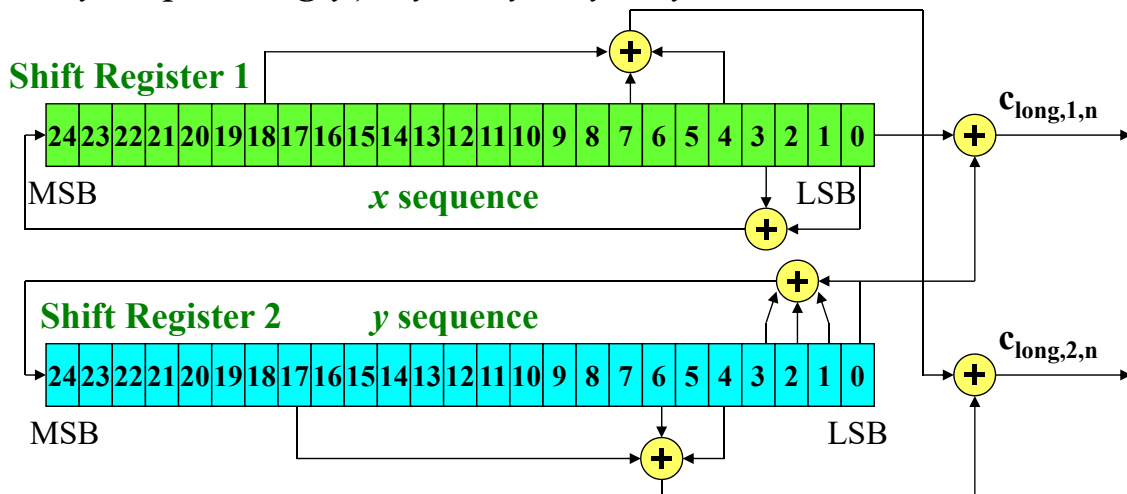 Shift Register 1
24 23 22 21 20 19 18 17 16 15 14 13 12 11 10 9 8 7 6 5 4 3 2 1 0
MSB
x sequence
LSB
c long,1,n
Shift Register 2
y sequence
24 23 22 21 20 19 18 17 16 15 14 13 12 11 10 9 8 7 6 5 4 3 2 1 0
MSB
LSB
c long,2,n